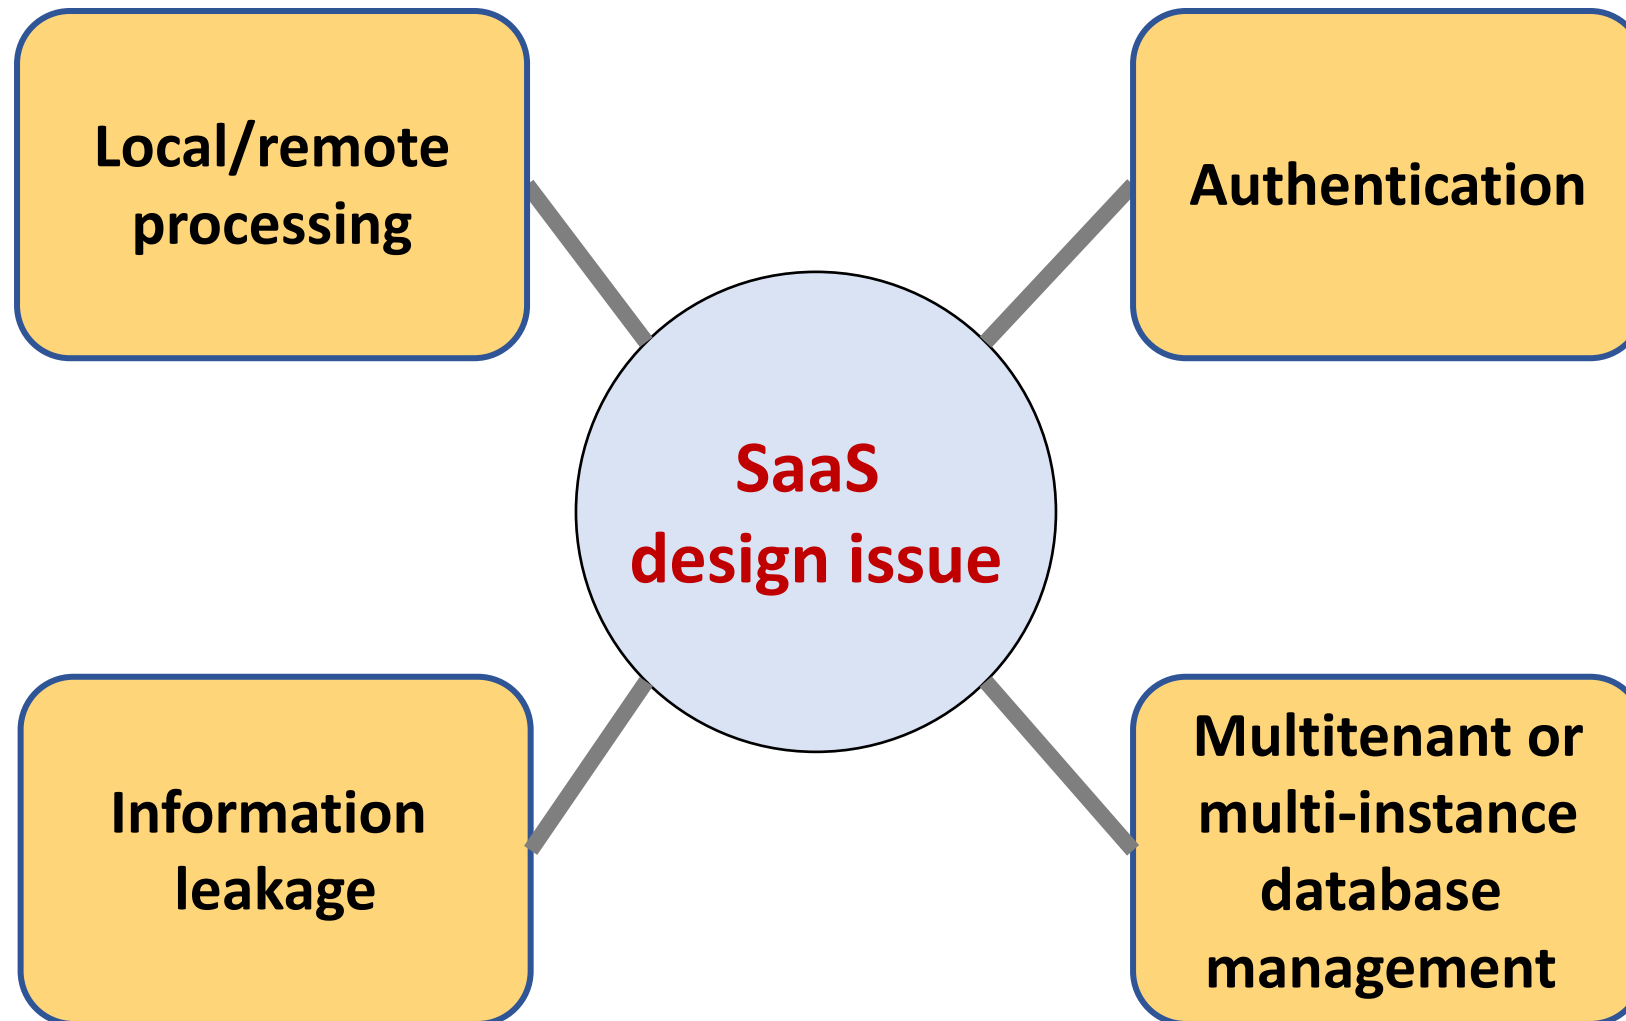 Local/remote
processing
Authentication
SaaS
design issue
Information
leakage
Multitenant or
multi-instance
database
management